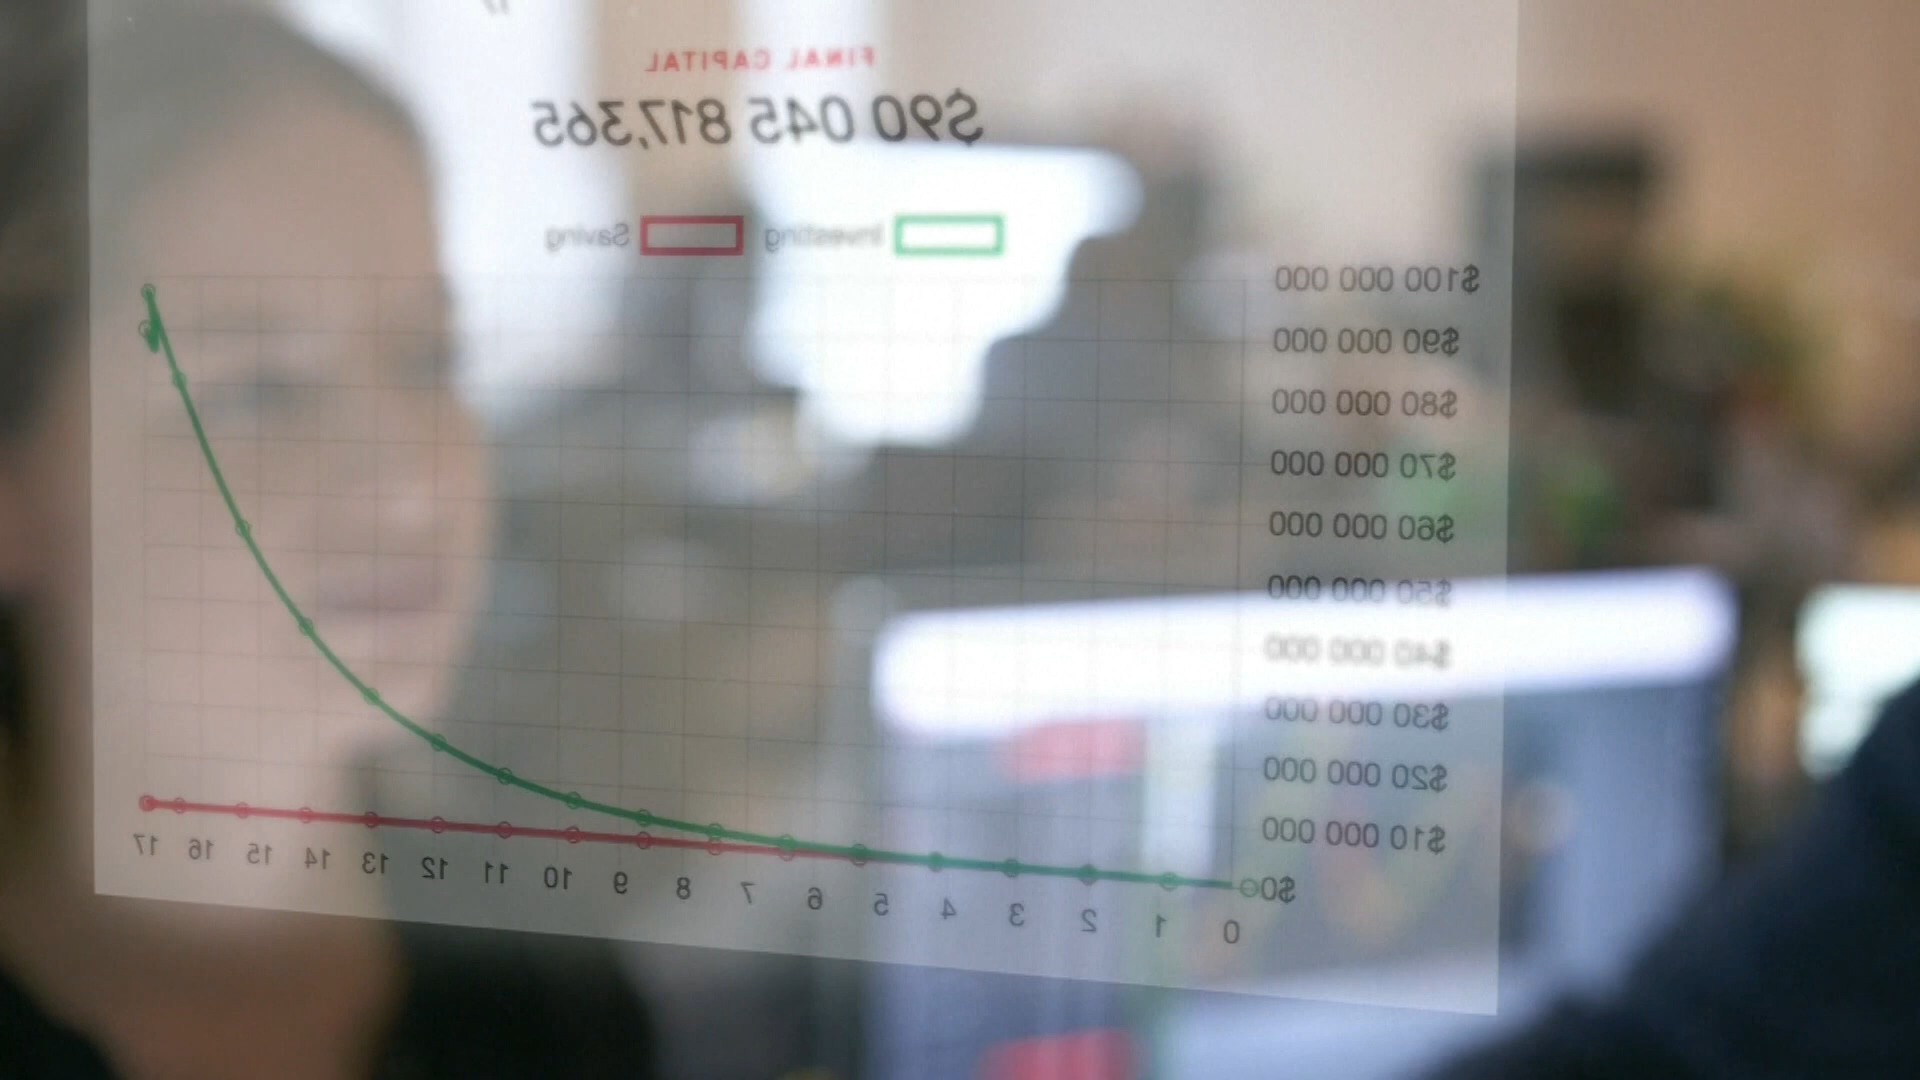 17
FINAL CAPITAL
$90 045 817,365
Investing Saving
$100 000 000
$90 000 000
$80 000 000
$70 000 000
$60 000 000
$50 000 000
$40 000 000
$30 000 000
$20 000 000
$10 000 000
$0
0 1 2 3 4 5 6 7 8 9 10 11 12 13 14 15 16 17